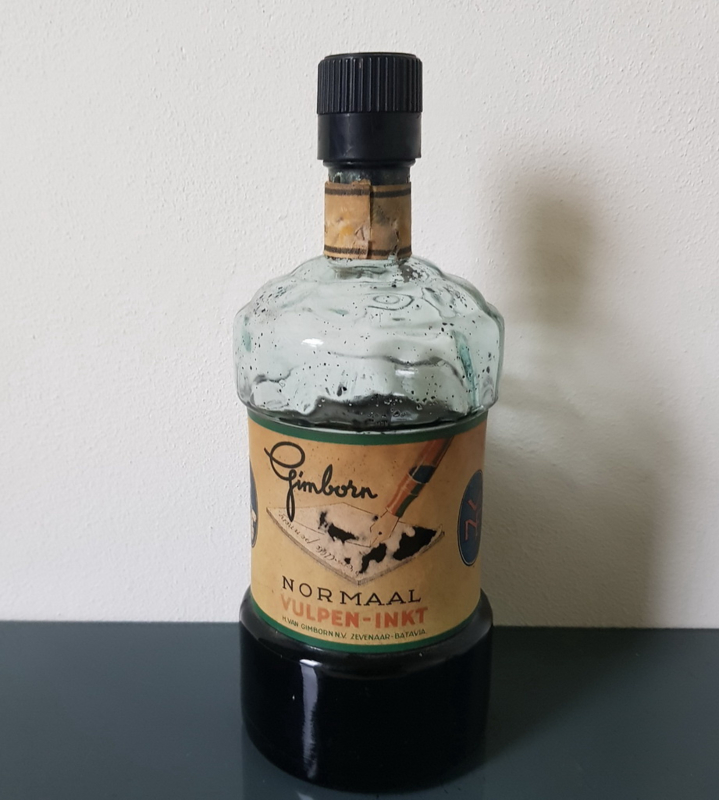 Gimborn
NORMAAL
VULPEN-INKT
H. VAN GIMBORN N.V. ZEVENAAR-BATAVIA